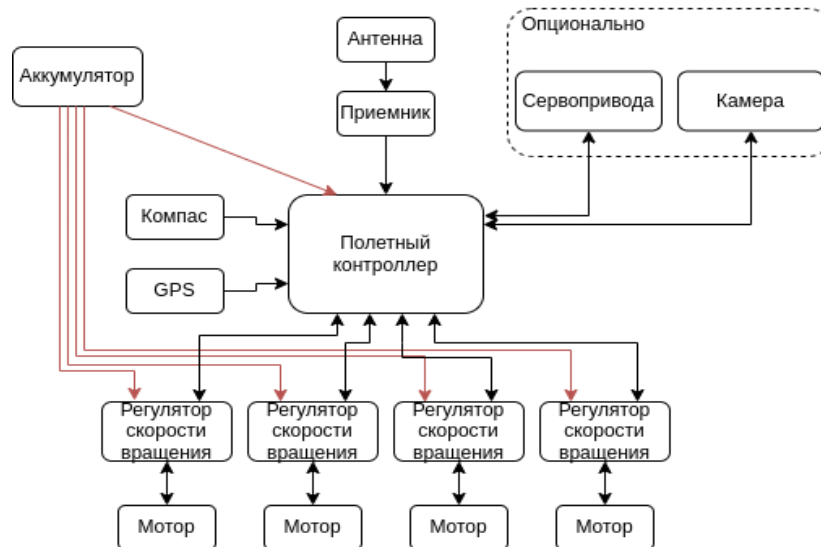 Опционально
Антенна
Аккумулятор
Сервопривода
Камера
Приемник
Компас
Полетный
контроллер
GPS
Регулятор
скорости
вращения
Регулятор
скорости
вращения
Регулятор
скорости
вращения
Регулятор
скорости
вращения
Мотор
Мотор
Мотор
Мотор